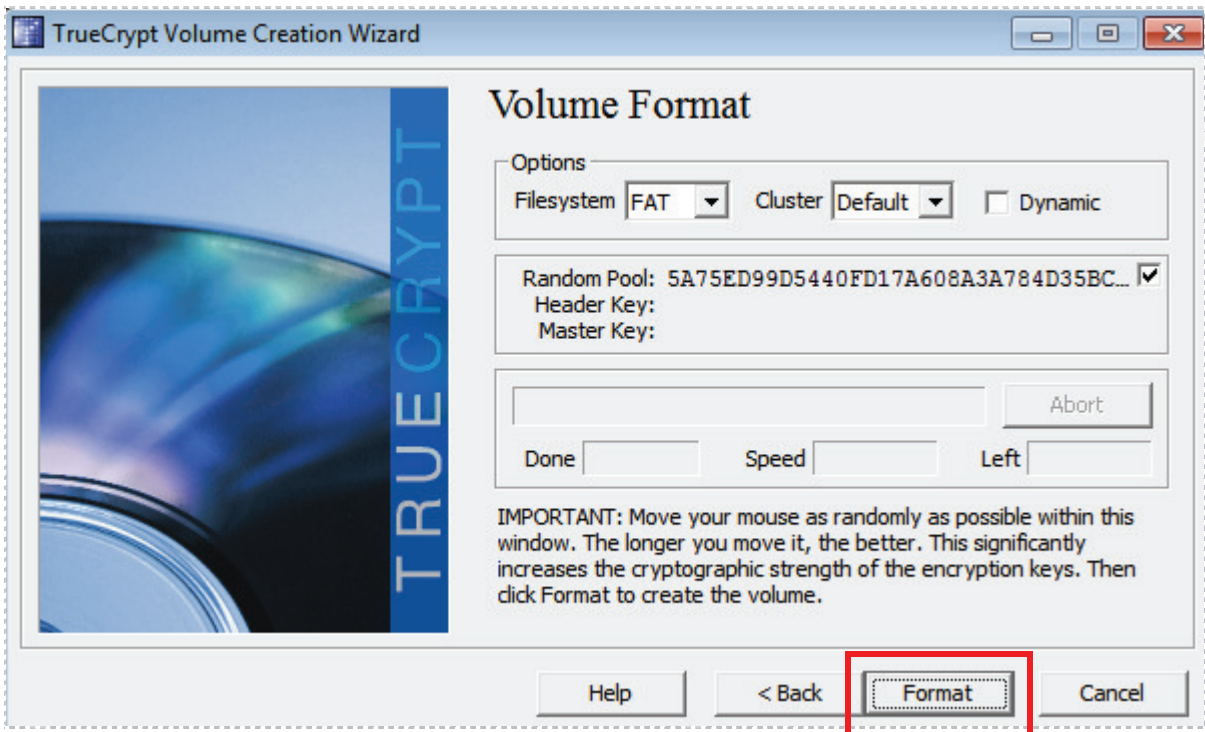 TrueCrypt Volume Creation Wizard
TRUECRYPT
Volume Format
Options
Filesystem FAT Cluster Default Dynamic
Random Pool: 5A75ED99D5440FD17A608A3A784D35BC...
Header Key:
Master Key:
Abort
Done Speed Left
IMPORTANT: Move your mouse as randomly as possible within this
window. The longer you move it, the better. This significantly
increases the cryptographic strength of the encryption keys. Then
click Format to create the volume.
Help < Back Format Cancel